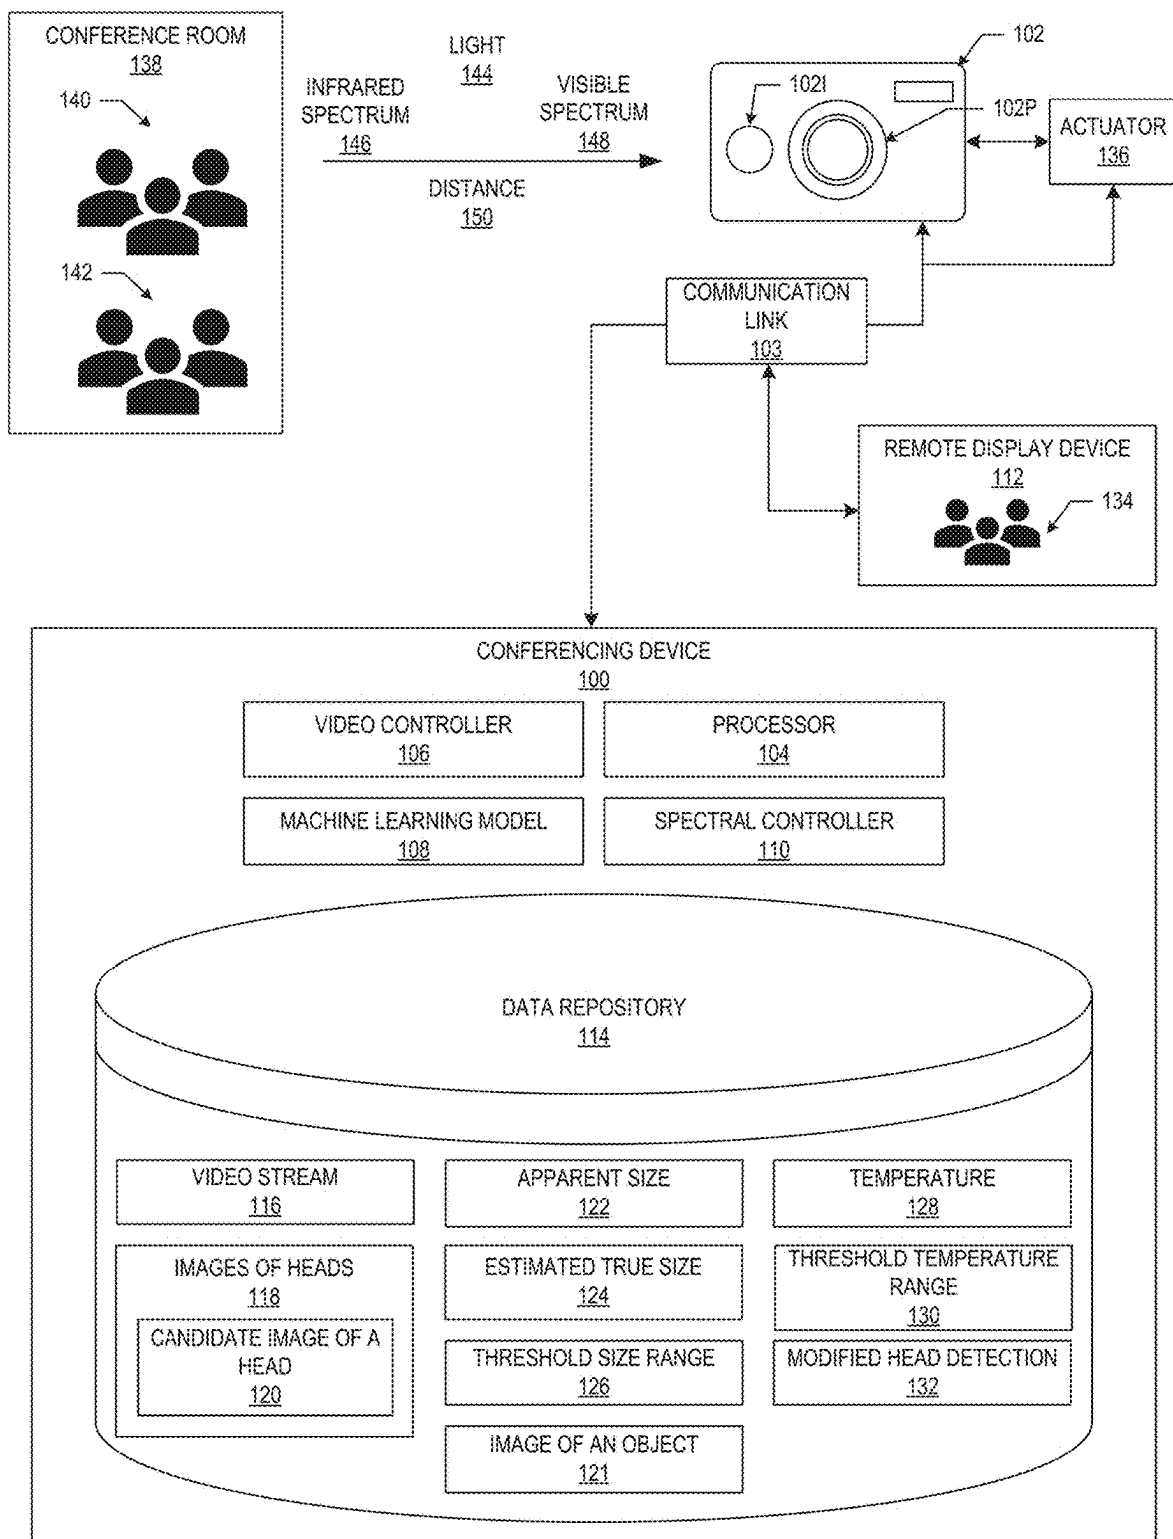 CONFERENCE ROOM
138
140
142
LIGHT
144
INFRARED
SPECTRUM
146
VISIBLE
SPECTRUM
148
DISTANCE
150
102
102I
102P
ACTUATOR
136
COMMUNICATION
LINK
103
REMOTE DISPLAY DEVICE
112
134
CONFERENCING DEVICE
100
VIDEO CONTROLLER
106
PROCESSOR
104
MACHINE LEARNING MODEL
108
SPECTRAL CONTROLLER
110
DATA REPOSITORY
114
VIDEO STREAM
116
APPARENT SIZE
122
TEMPERATURE
128
IMAGES OF HEADS
118
CANDIDATE IMAGE OF A
HEAD
120
ESTIMATED TRUE SIZE
124
THRESHOLD TEMPERATURE
RANGE
130
THRESHOLD SIZE RANGE
126
MODIFIED HEAD DETECTION
132
IMAGE OF AN OBJECT
121